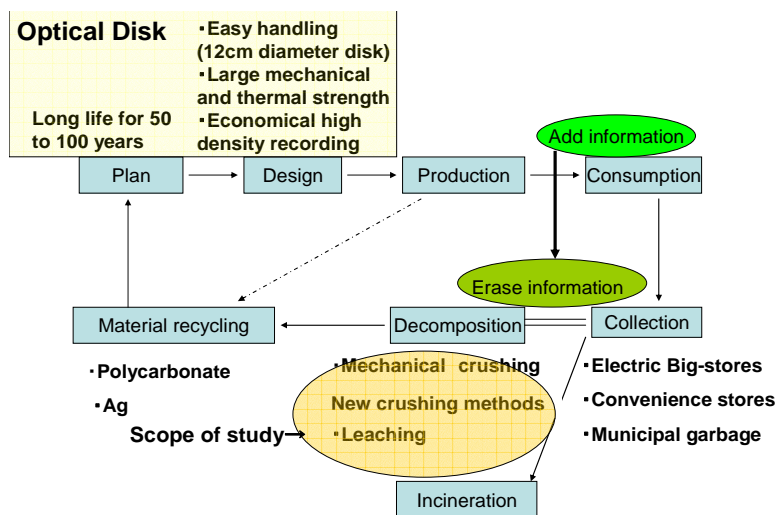 Optical Disk
Long life for 50
to 100 years
・Easy handling
(12cm diameter disk)
・Large mechanical
and thermal strength
・Economical high
density recording
Add information
Plan
Design
Production
Consumption
Erase information
Material recycling
Decomposition
Collection
・Polycarbonate
・Ag
Scope of study→
・Mechanical crushing
New crushing methods
・Leaching
・Electric Big-stores
・Convenience stores
・Municipal garbage
Incineration